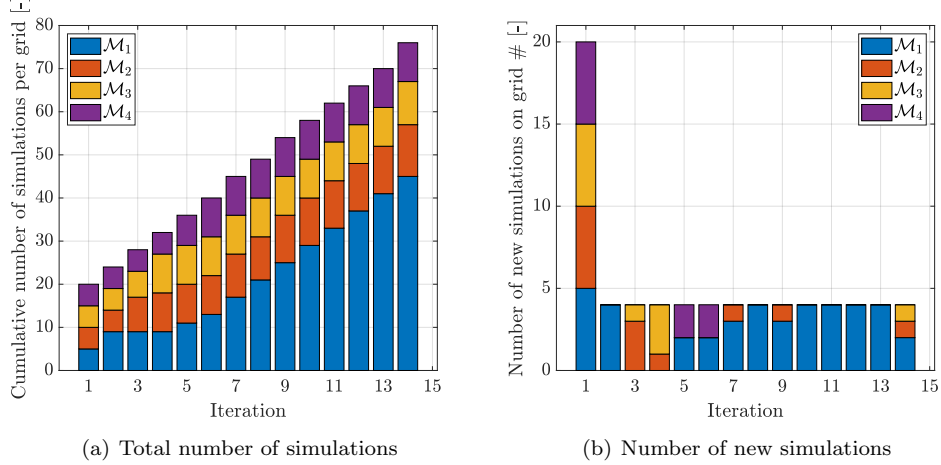 Cumulative number of simulations per grid [-]
80
70
60
50
40
30
20
10
0
ℳ₁
ℳ₂
ℳ₃
ℳ₄
1 3 5 7 9 11 13 15
Iteration
(a) Total number of simulations
Number of new simulations on grid # [-]
20
15
10
5
0
ℳ₁
ℳ₂
ℳ₃
ℳ₄
1 3 5 7 9 11 13 15
Iteration
(b) Number of new simulations